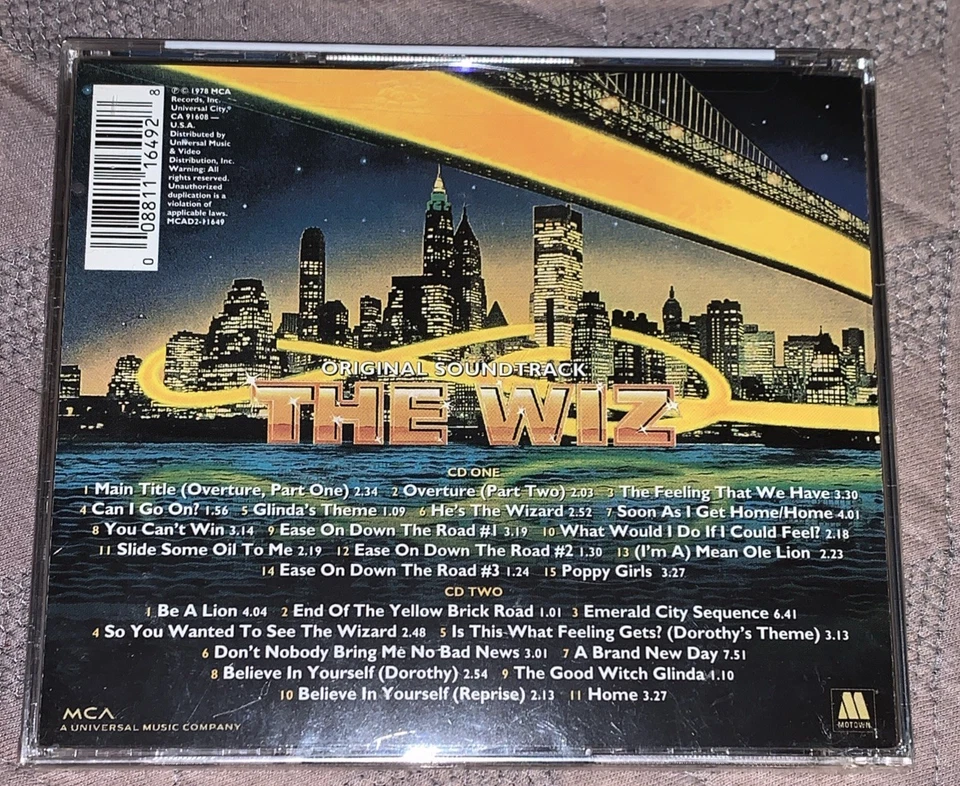 ℗ © 1978 MCA
Records, Inc.
Universal City,
CA 91608 —
U.S.A.
Distributed by
Universal Music
& Video
Distribution, Inc.
Warning: All
rights reserved.
Unauthorized
duplication is a
violation of
applicable laws.
MCAD2-11649
0 08811 16492 8
ORIGINAL SOUNDTRACK
THE WIZ
CD ONE
1 Main Title (Overture, Part One) 2.34 2 Overture (Part Two) 2.03 3 The Feeling That We Have 3.30
4 Can I Go On? 1.56 5 Glinda's Theme 1.09 6 He's The Wizard 2.52 7 Soon As I Get Home/Home 4.01
8 You Can't Win 3.14 9 Ease On Down The Road #1 3.19 10 What Would I Do If I Could Feel? 2.18
11 Slide Some Oil To Me 2.19 12 Ease On Down The Road #2 1.30 13 (I'm A) Mean Ole Lion 2.23
14 Ease On Down The Road #3 1.24 15 Poppy Girls 3.27
CD TWO
1 Be A Lion 4.04 2 End Of The Yellow Brick Road 1.01 3 Emerald City Sequence 6.41
4 So You Wanted To See The Wizard 2.48 5 Is This What Feeling Gets? (Dorothy's Theme) 3.13
6 Don't Nobody Bring Me No Bad News 3.01 7 A Brand New Day 7.51
8 Believe In Yourself (Dorothy) 2.54 9 The Good Witch Glinda 1.10
10 Believe In Yourself (Reprise) 2.13 11 Home 3.27
MCA
A UNIVERSAL MUSIC COMPANY
M
MOTOWN